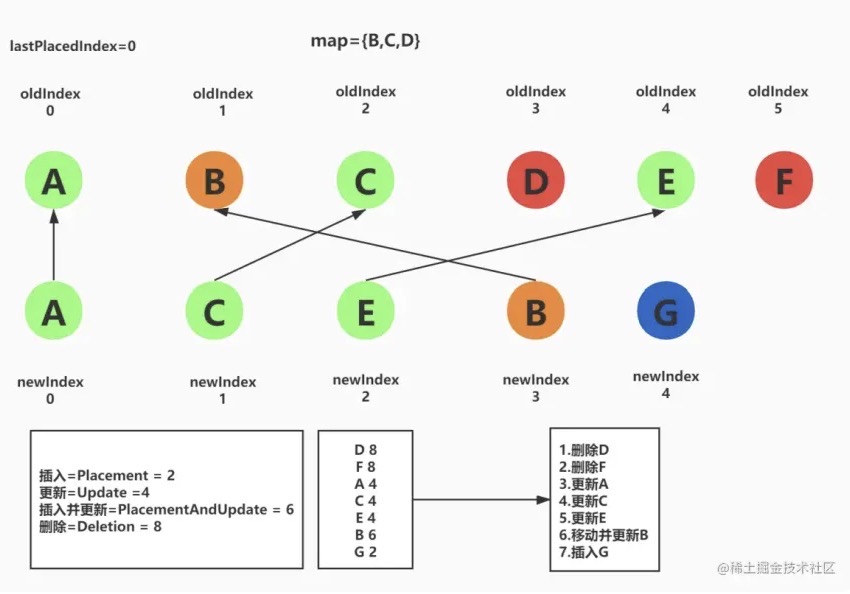 lastPlacedIndex=0
map={B,C,D}
oldIndex
0
oldIndex
1
oldIndex
2
oldIndex
3
oldIndex
4
oldIndex
5
A
B
C
D
E
F
A
C
E
B
G
newIndex
0
newIndex
1
newIndex
2
newIndex
3
newIndex
4
插入=Placement = 2
更新=Update =4
插入并更新=PlacementAndUpdate = 6
删除=Deletion = 8
D 8
F 8
A 4
C 4
E 4
B 6
G 2
1.删除D
2.删除F
3.更新A
4.更新C
5.更新E
6.移动并更新B
7.插入G
@稀土掘金技术社区